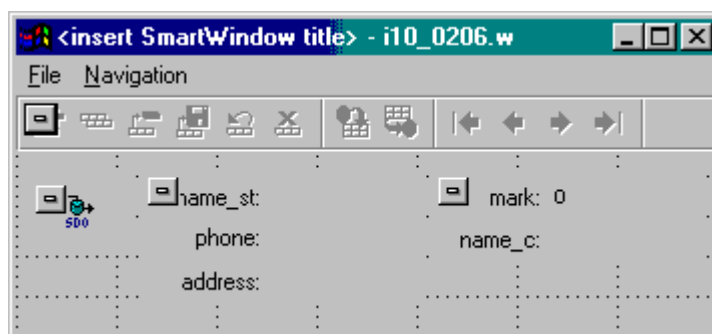 <insert SmartWindow title> - i10_0206.w
File Navigation
name_st: mark: 0
SDO
phone: name_c:
address: